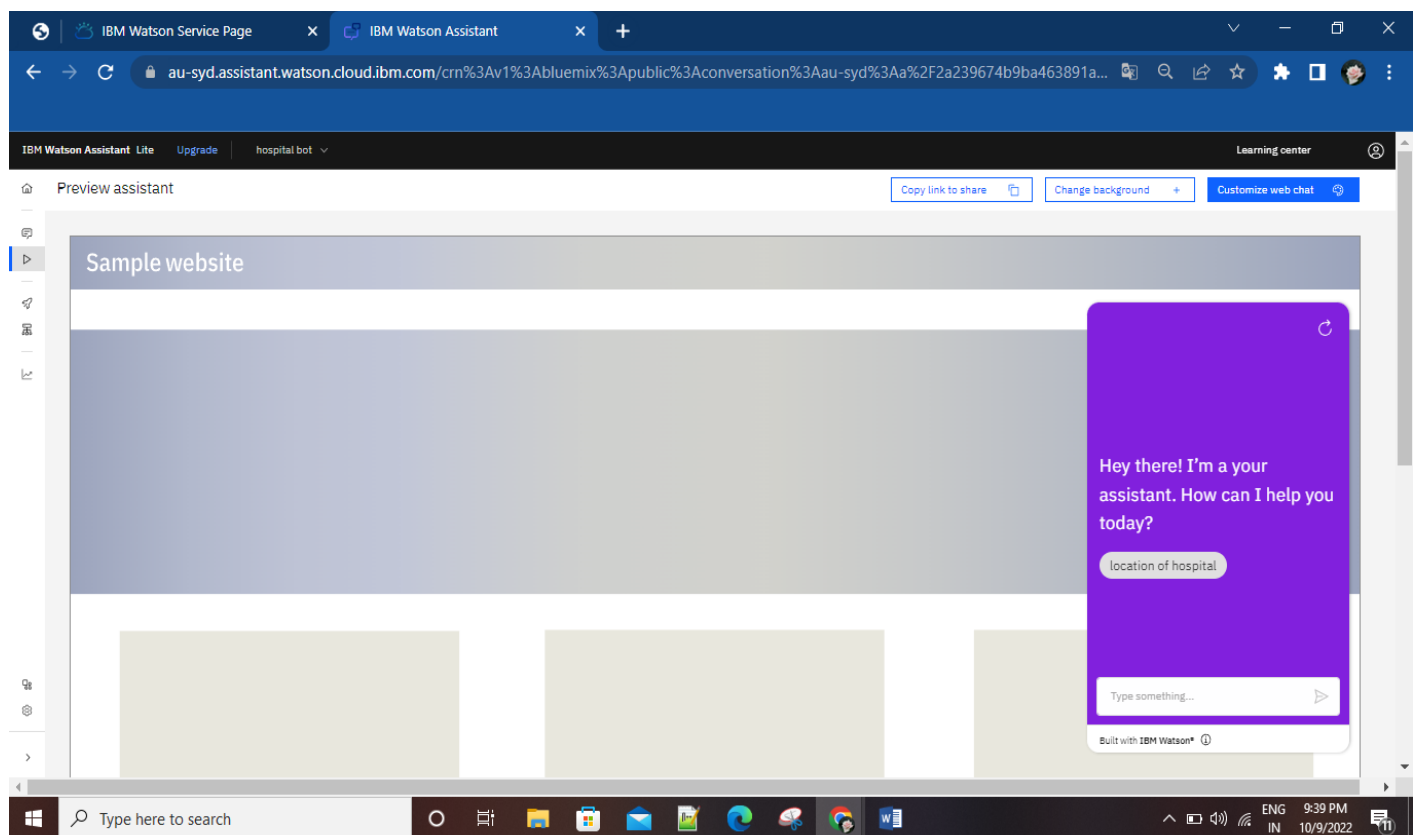 IBM Watson Service Page
IBM Watson Assistant
au-syd.assistant.watson.cloud.ibm.com/crn%3Av1%3Abluemix%3Apublic%3Aconversation%3Aau-syd%3Aa%2F2a239674b9ba463891a...
IBM Watson Assistant Lite Upgrade hospital bot Learning center
Preview assistant Copy link to share Change background + Customize web chat
Sample website
Hey there! I'm a your
assistant. How can I help you
today?
location of hospital
Type something...
Built with IBM Watson®
Type here to search
ENG 9:39 PM
IN 10/9/2022